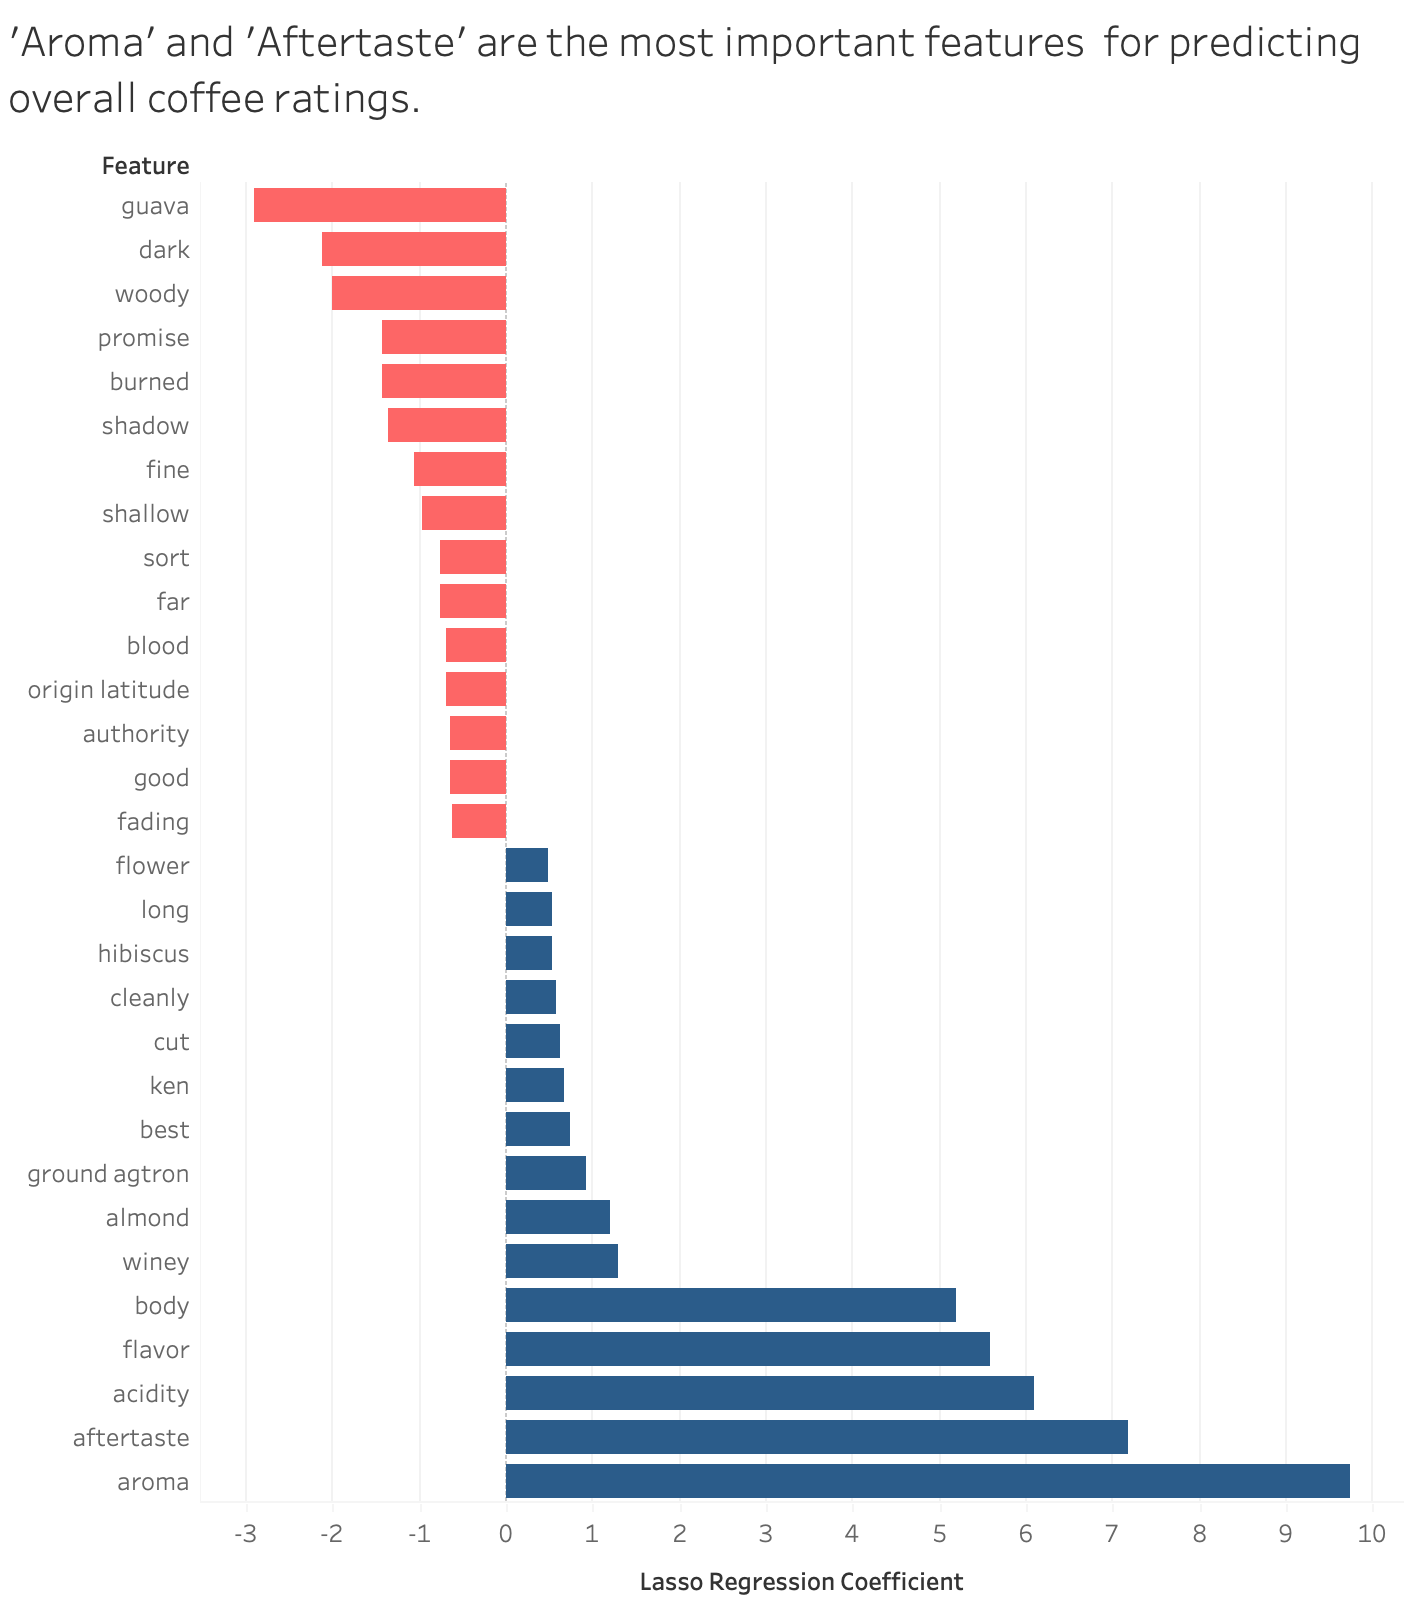 'Aroma' and 'Aftertaste' are the most important features  for predicting
overall coffee ratings.
Feature
guava
dark
woody
promise
burned
shadow
fine
shallow
sort
far
blood
origin latitude
authority
good
fading
flower
long
hibiscus
cleanly
cut
ken
best
ground agtron
almond
winey
body
flavor
acidity
aftertaste
aroma
-3 -2 -1 0 1 2 3 4 5 6 7 8 9 10
Lasso Regression Coefficient